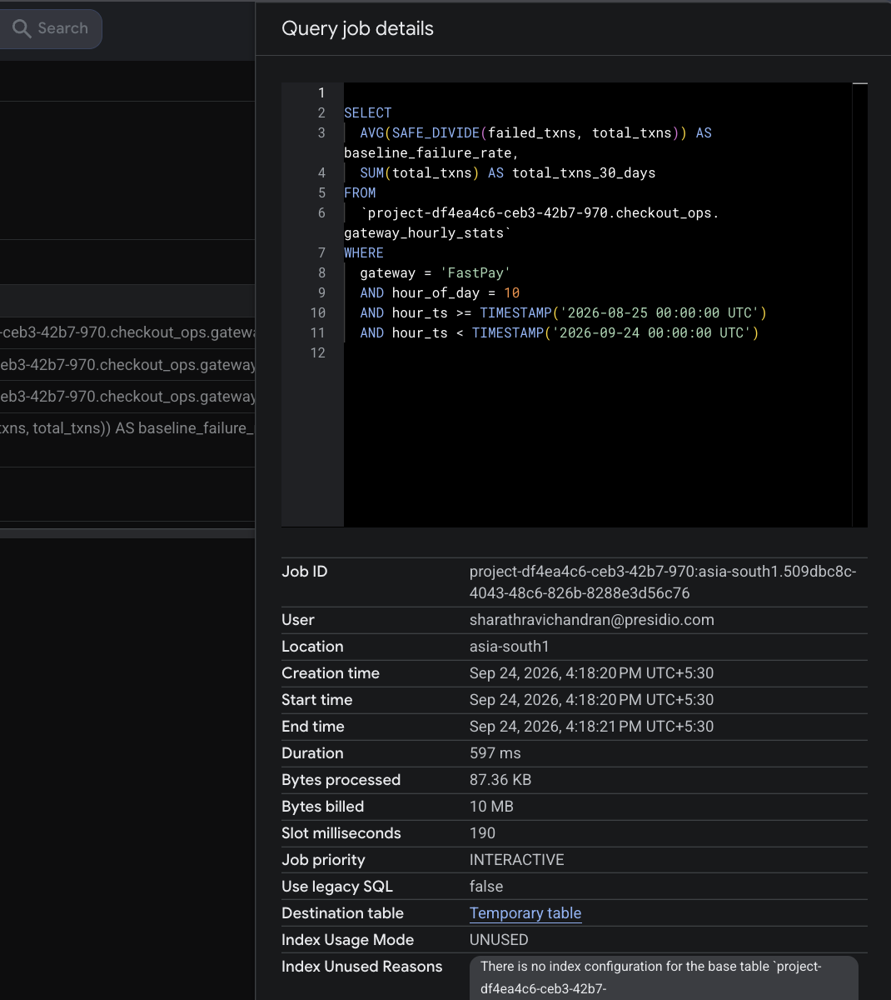 Search
Query job details
1
2 SELECT
3 AVG(SAFE_DIVIDE(failed_txns, total_txns)) AS
baseline_failure_rate,
4 SUM(total_txns) AS total_txns_30_days
5 FROM
6 `project-df4ea4c6-ceb3-42b7-970.checkout_ops.
gateway_hourly_stats`
7 WHERE
8 gateway = 'FastPay'
9 AND hour_of_day = 10
10 AND hour_ts >= TIMESTAMP('2026-08-25 00:00:00 UTC')
11 AND hour_ts < TIMESTAMP('2026-09-24 00:00:00 UTC')
12
-ceb3-42b7-970.checkout_ops.gatewa
eb3-42b7-970.checkout_ops.gateway
eb3-42b7-970.checkout_ops.gateway
txns, total_txns)) AS baseline_failure_
Job ID project-df4ea4c6-ceb3-42b7-970:asia-south1.509dbc8c-
4043-48c6-826b-8288e3d56c76
User sharathravichandran@presidio.com
Location asia-south1
Creation time Sep 24, 2026, 4:18:20 PM UTC+5:30
Start time Sep 24, 2026, 4:18:20 PM UTC+5:30
End time Sep 24, 2026, 4:18:21 PM UTC+5:30
Duration 597 ms
Bytes processed 87.36 KB
Bytes billed 10 MB
Slot milliseconds 190
Job priority INTERACTIVE
Use legacy SQL false
Destination table Temporary table
Index Usage Mode UNUSED
Index Unused Reasons There is no index configuration for the base table `project-
df4ea4c6-ceb3-42b7-